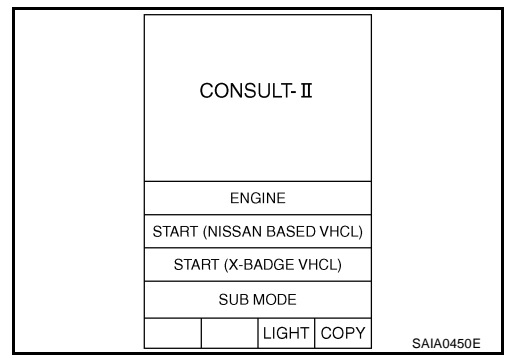 CONSULT-Ⅱ
ENGINE
START (NISSAN BASED VHCL)
START (X-BADGE VHCL)
SUB MODE
LIGHT COPY
SAIA0450E